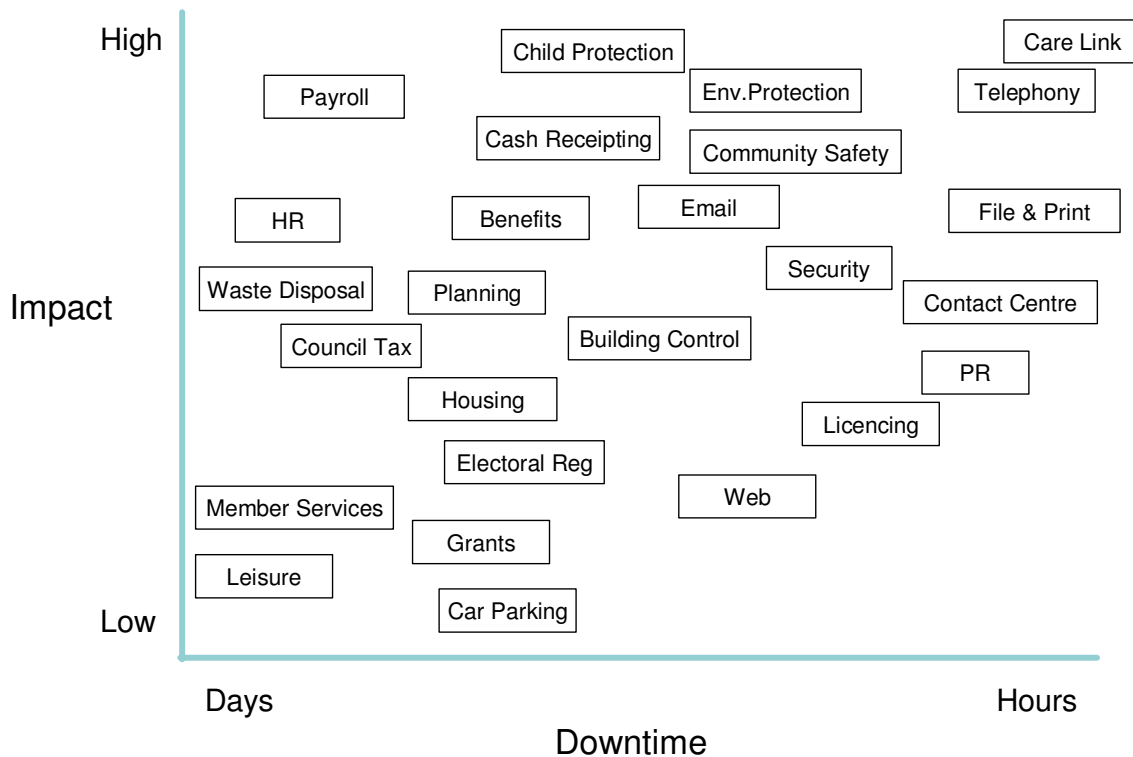 High
Child Protection
Care Link
Payroll
Env.Protection
Telephony
Cash Receipting
Community Safety
HR
Benefits
Email
File & Print
Security
Waste Disposal
Planning
Contact Centre
Impact
Council Tax
Building Control
PR
Housing
Licencing
Electoral Reg
Member Services
Web
Grants
Leisure
Car Parking
Low
Days
Hours
Downtime